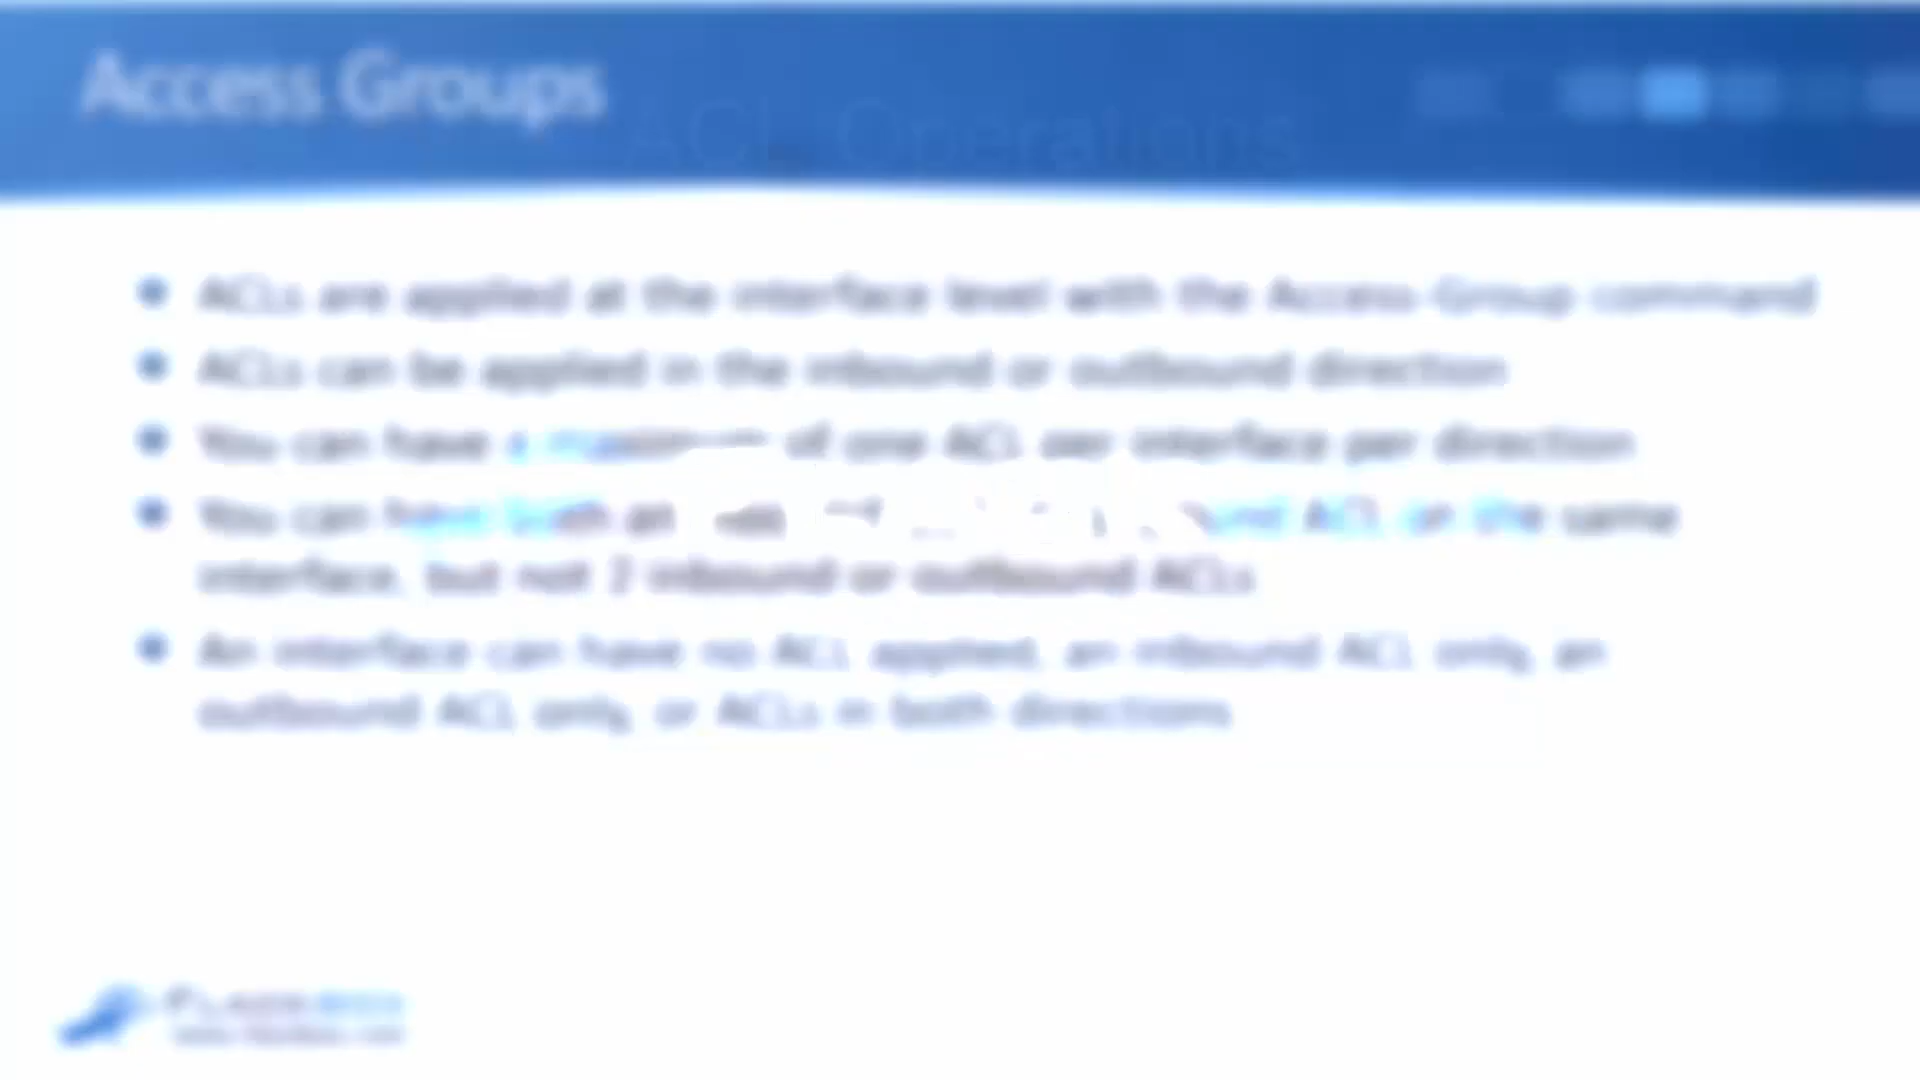 Access Groups
ACL Operations
ACLs are applied at the interface level with the Access-Group command
ACLs can be applied in the inbound or outbound direction
You can have a maximum of one ACL per interface per direction
You can have both an ACL on the same
interface, but not 2 inbound or outbound ACLs
An interface can have no ACL applied, an inbound ACL only, an
outbound ACL only, or ACLs in both directions